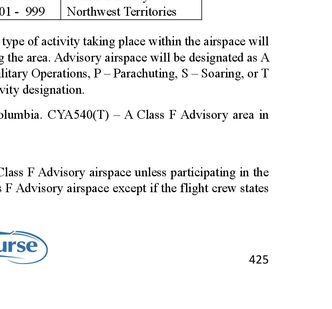 01 - 999 Northwest Territories
type of activity taking place within the airspace will
g the area. Advisory airspace will be designated as A
litary Operations, P – Parachuting, S – Soaring, or T
vity designation.
olumbia. CYA540(T) – A Class F Advisory area in
Class F Advisory airspace unless participating in the
s F Advisory airspace except if the flight crew states
urse
425